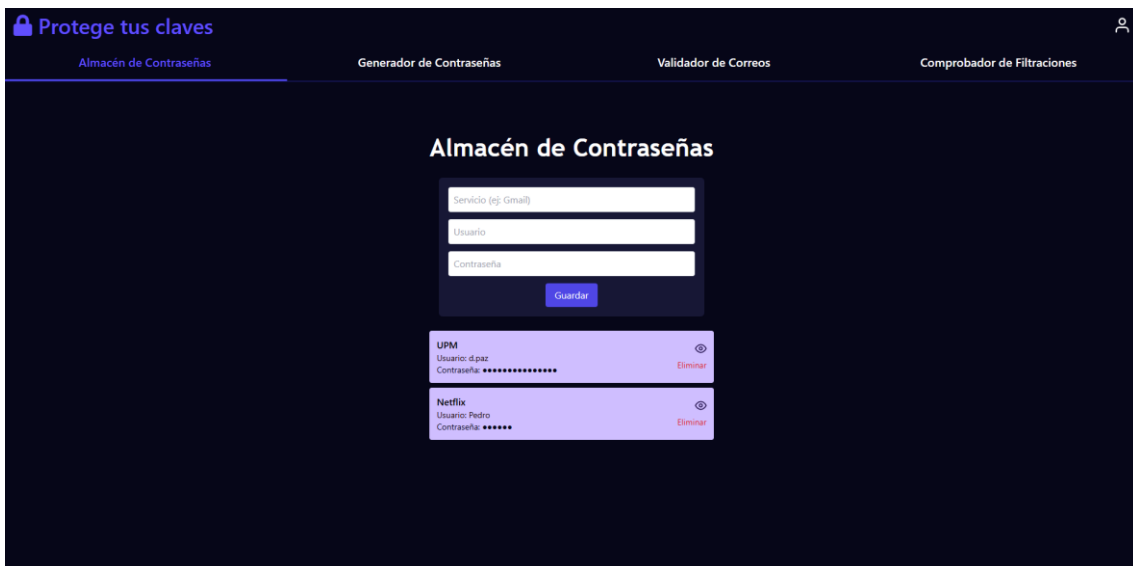 Protege tus claves
Almacén de Contraseñas
Generador de Contraseñas
Validador de Correos
Comprobador de Filtraciones
Almacén de Contraseñas
Servicio (ej: Gmail)
Usuario
Contraseña
Guardar
UPM
Usuario: d.paz
Contraseña: •••••••••••••••
Eliminar
Netflix
Usuario: Pedro
Contraseña: ••••••
Eliminar